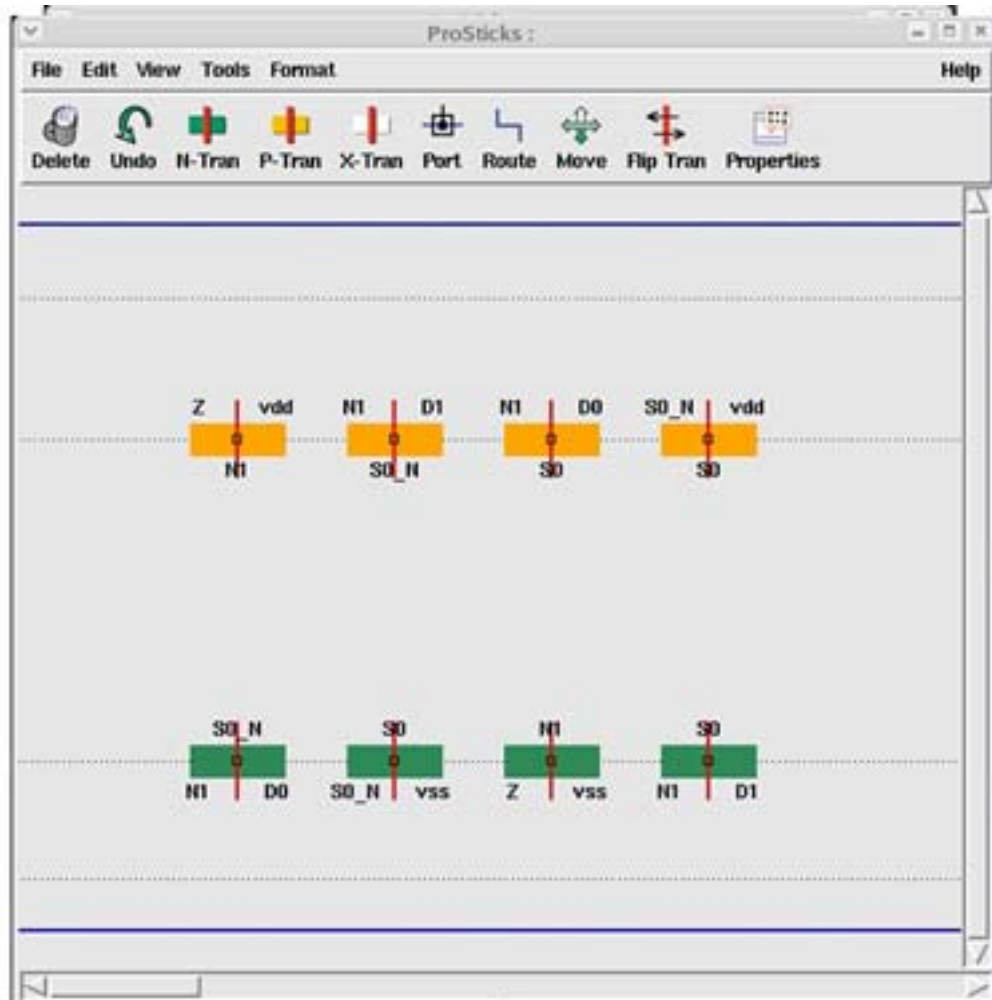 ProSticks :
File Edit View Tools Format Help
Delete Undo N-Tran P-Tran X-Tran Port Route Move Flip Tran Properties
Z vdd N1 D1 N1 D0 S0_N vdd
N1 S0_N S0 S0
S0_N S0 N1 S0
N1 D0 S0_N vss Z vss N1 D1